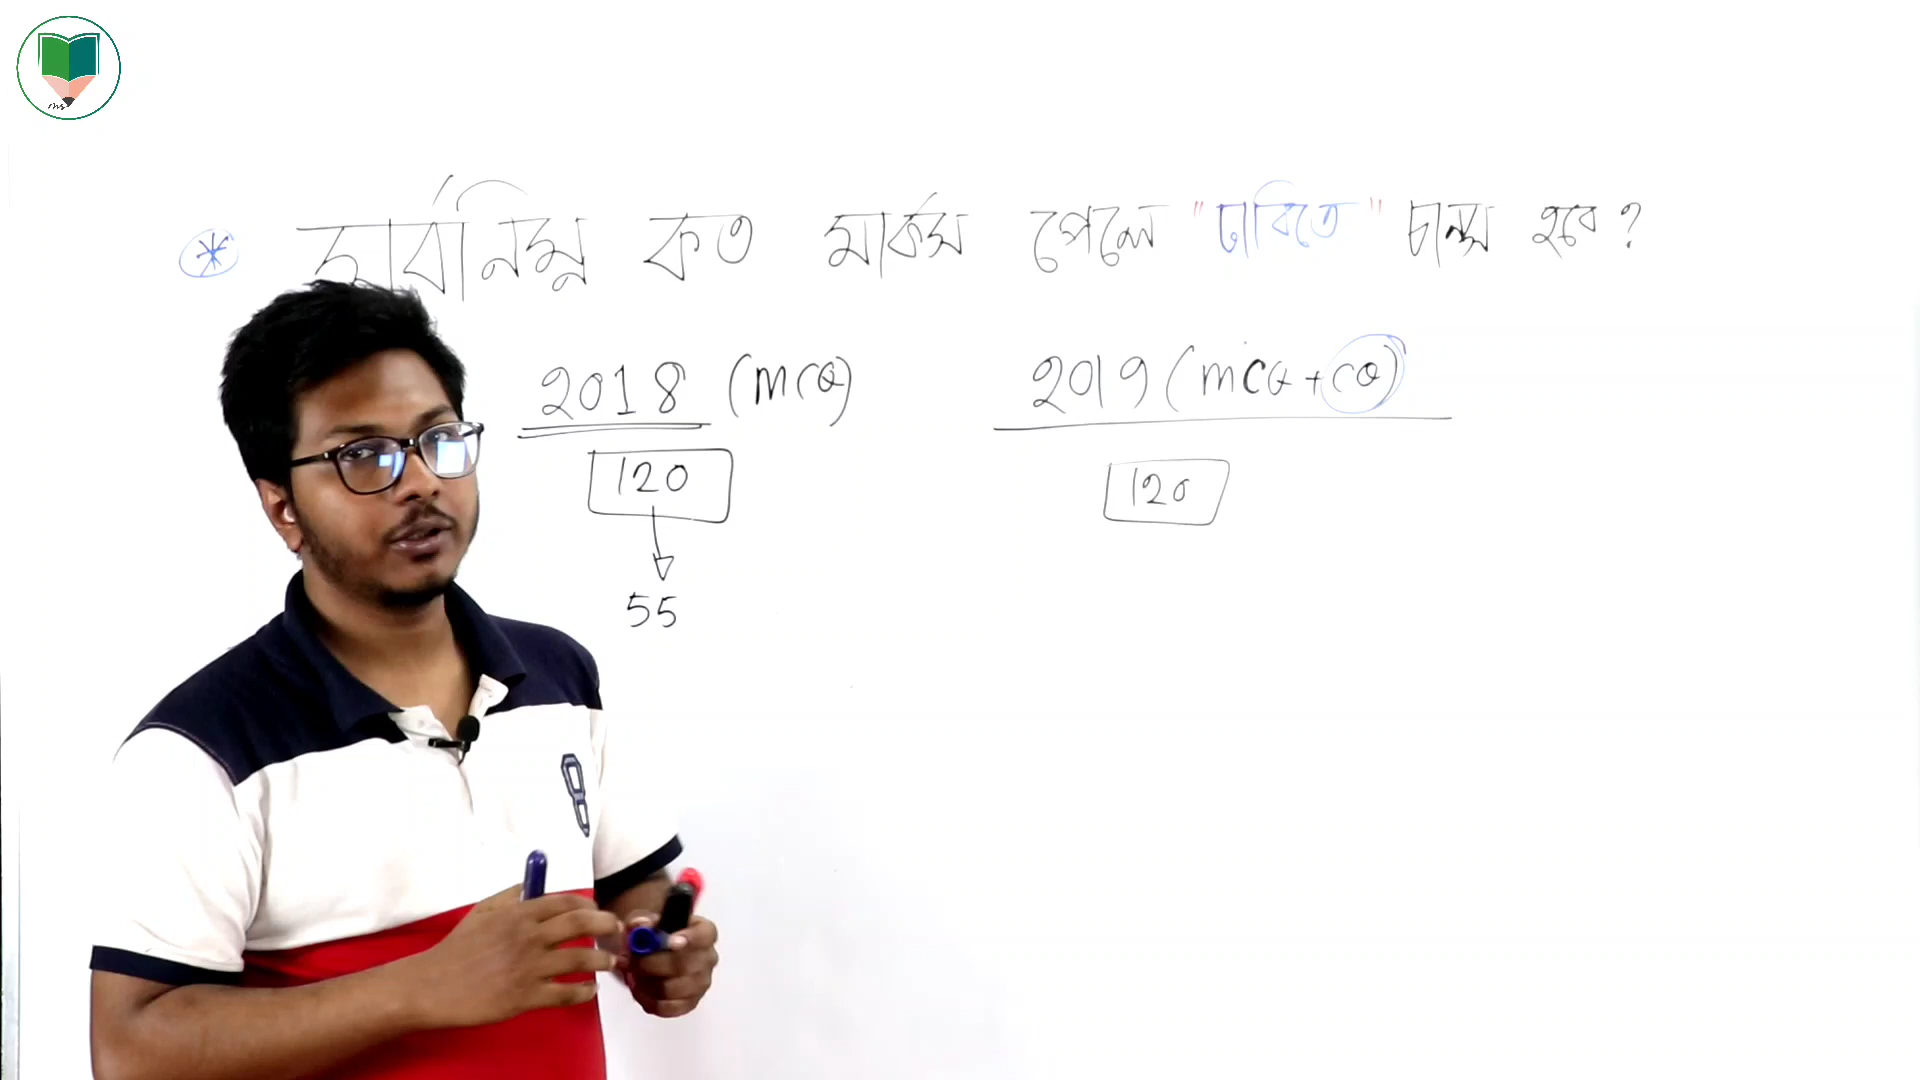 সর্বনিম্ন কত মার্কস পেলে "ঢাবিতে" চান্স হবে?
2018 (MCQ)
2019 (MCQ + CQ)
120
120
55